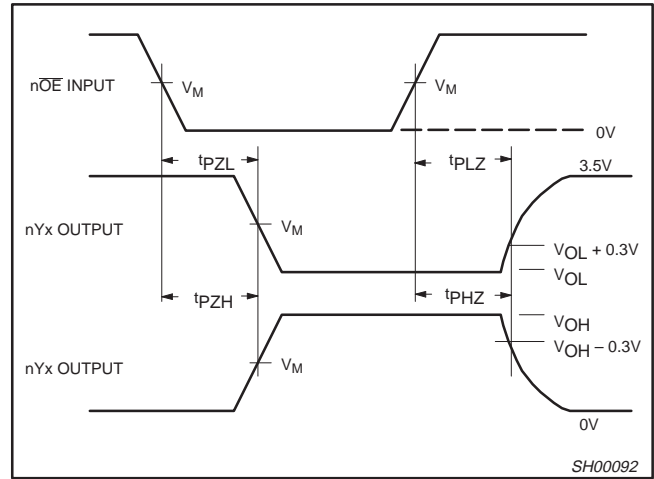 nOE INPUT
VM
VM
0V
tPZL
tPLZ
3.5V
nYx OUTPUT
VM
VOL + 0.3V
VOL
tPZH
tPHZ
VOH
VOH – 0.3V
nYx OUTPUT
VM
0V
SH00092